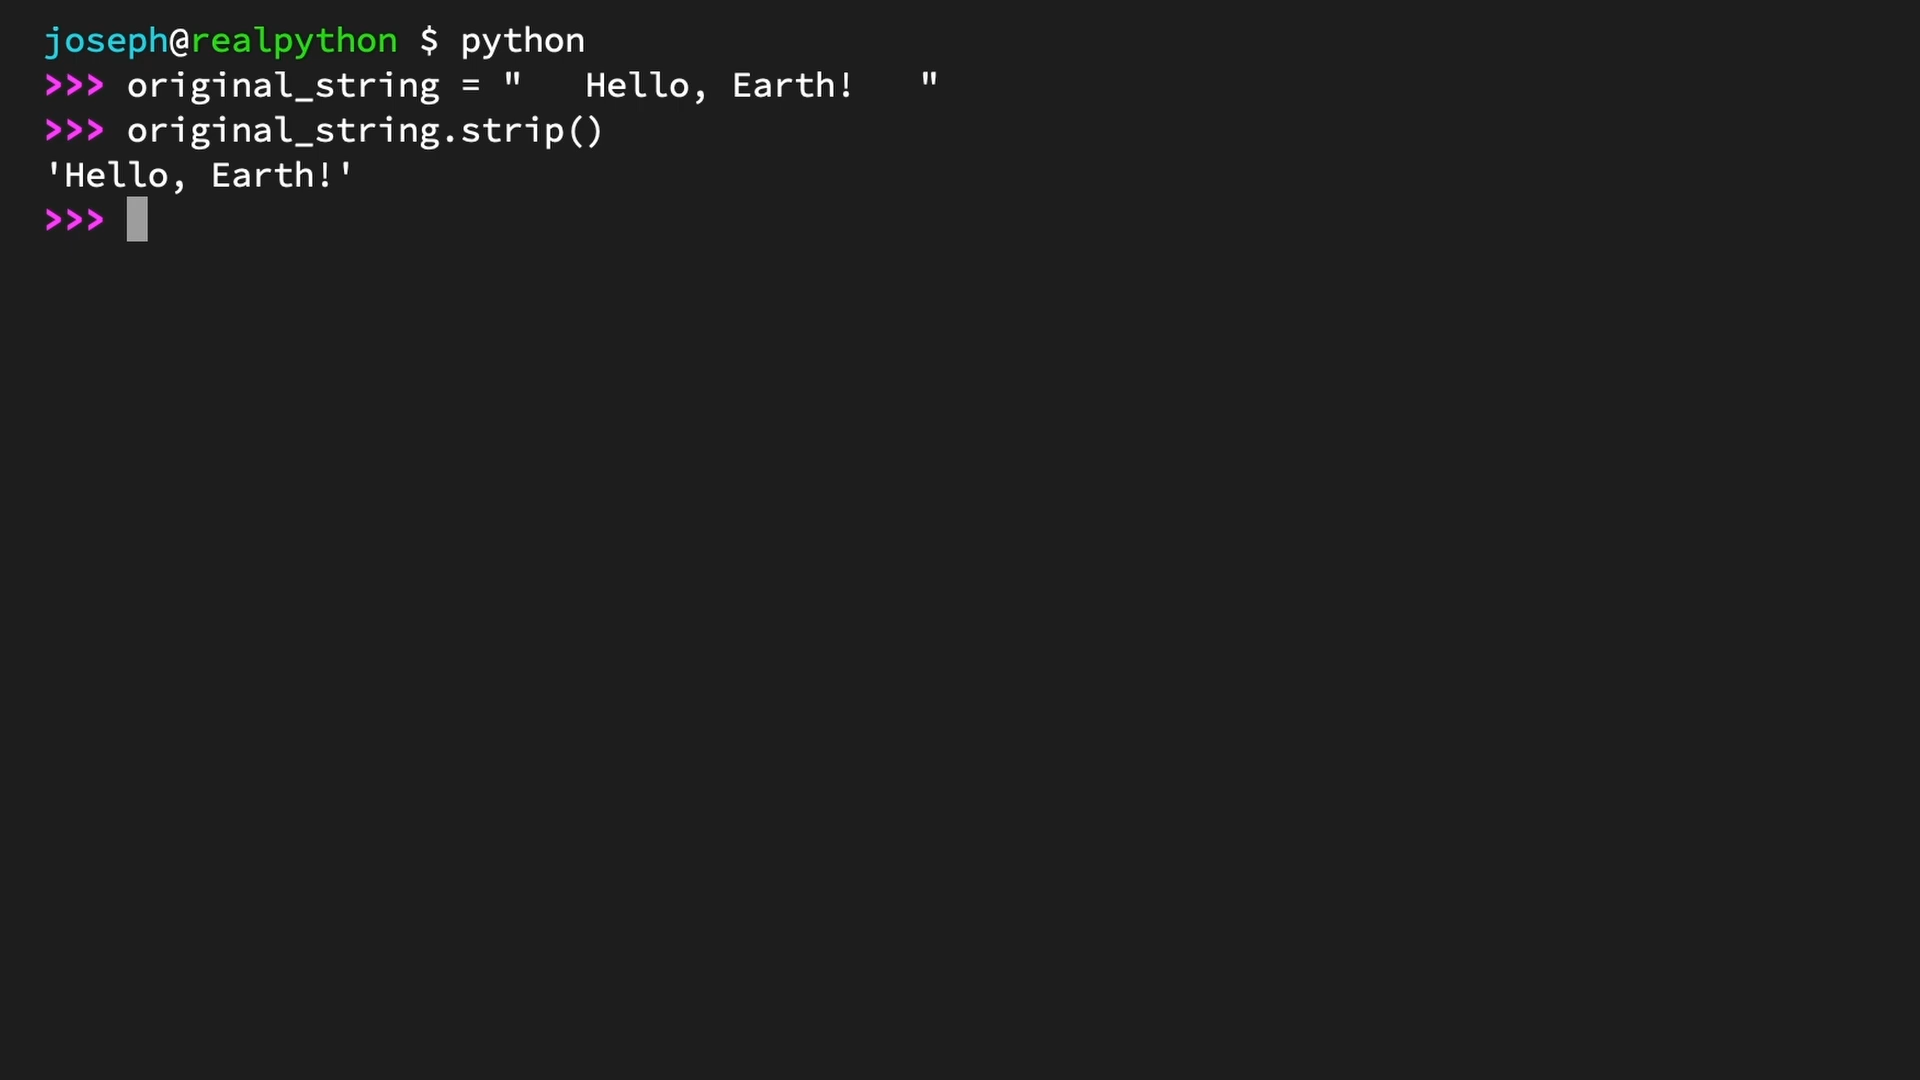 joseph@realpython $ python
>>> original_string = "   Hello, Earth!   "
>>> original_string.strip()
'Hello, Earth!'
>>>